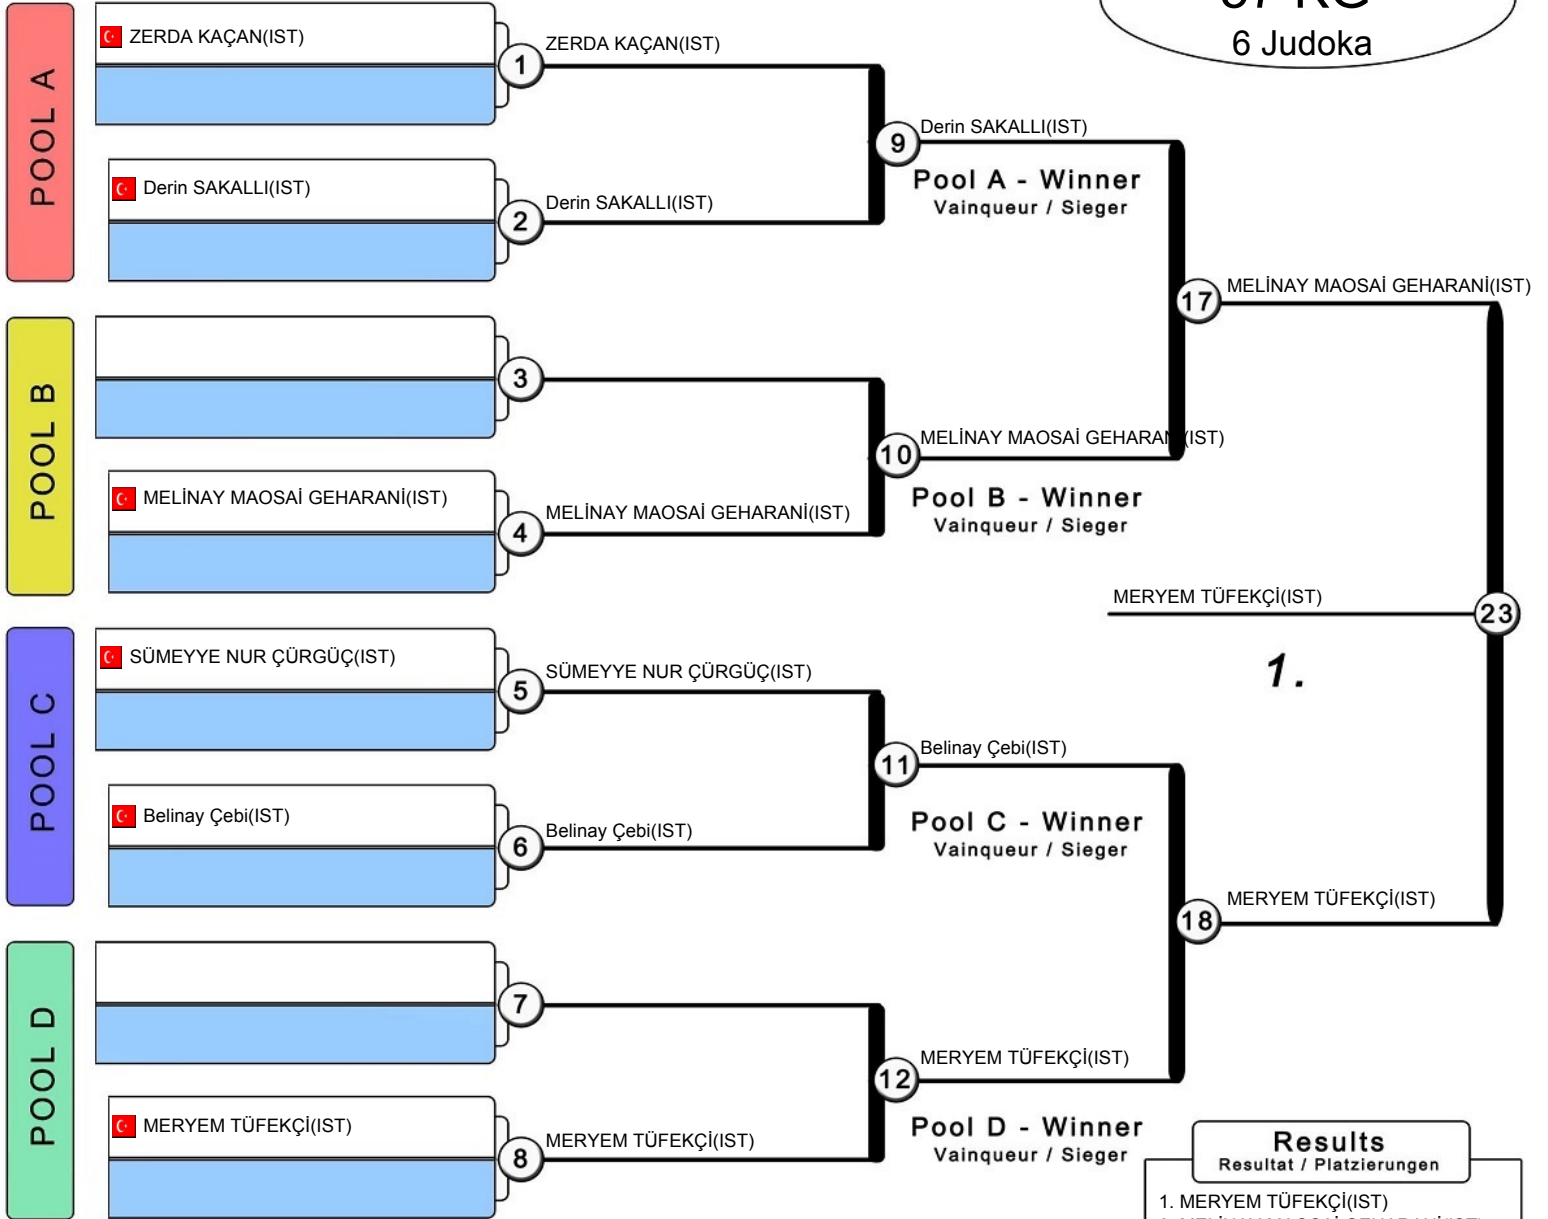 6 Judoka
POOL A
ZERDA KAÇAN(IST)
1
ZERDA KAÇAN(IST)
Derin SAKALLI(IST)
2
Derin SAKALLI(IST)
9
Derin SAKALLI(IST)
Pool A - Winner
Vainqueur / Sieger
17
MELİNAY MAOSAİ GEHARANİ(IST)
POOL B
3
10
MELİNAY MAOSAİ (IST)
Pool B - Winner
Vainqueur / Sieger
MELİNAY MAOSAİ GEHARANİ(IST)
4
MELİNAY MAOSAİ GEHARANİ(IST)
MERYEM TÜFEKÇİ(IST)
23
1.
POOL C
SÜMEYYE NUR ÇÜRGÜÇ(IST)
5
SÜMEYYE NUR ÇÜRGÜÇ(IST)
Belinay Çebi(IST)
6
Belinay Çebi(IST)
11
Belinay Çebi(IST)
Pool C - Winner
Vainqueur / Sieger
18
MERYEM TÜFEKÇİ(IST)
POOL D
7
12
MERYEM TÜFEKÇİ(IST)
Pool D - Winner
Vainqueur / Sieger
MERYEM TÜFEKÇİ(IST)
8
MERYEM TÜFEKÇİ(IST)
Results
Resultat / Platzierungen
1. MERYEM TÜFEKÇİ(IST)